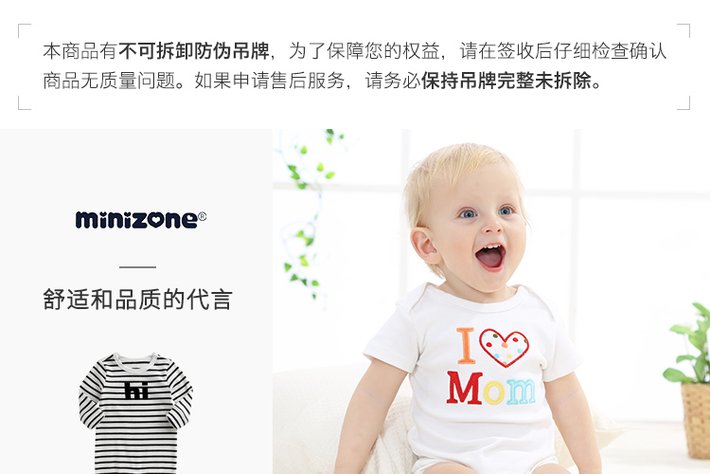 本商品有不可拆卸防伪吊牌，为了保障您的权益，请在签收后仔细检查确认
商品无质量问题。如果申请售后服务，请务必保持吊牌完整未拆除。
minizone®
舒适和品质的代言
hi
I
Mom